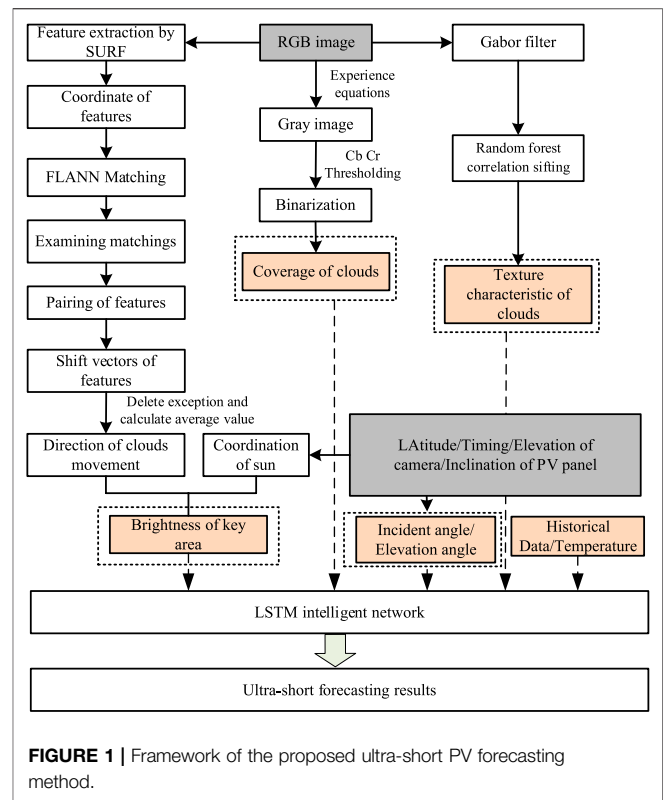 Feature extraction by
SURF
RGB image
Gabor filter
Experience
equations
Coordinate of
features
Gray image
Cb Cr
Thresholding
Random forest
correlation sifting
FLANN Matching
Binarization
Examining matchings
Coverage of clouds
Texture
characteristic of
clouds
Pairing of features
Shift vectors of
features
Delete exception and
calculate average value
Direction of clouds
movement
Coordination
of sun
LAtitude/Timing/Elevation of
camera/Inclination of PV panel
Brightness of key
area
Incident angle/
Elevation angle
Historical
Data/Temperature
LSTM intelligent network
Ultra-short forecasting results
FIGURE 1 | Framework of the proposed ultra-short PV forecasting
method.